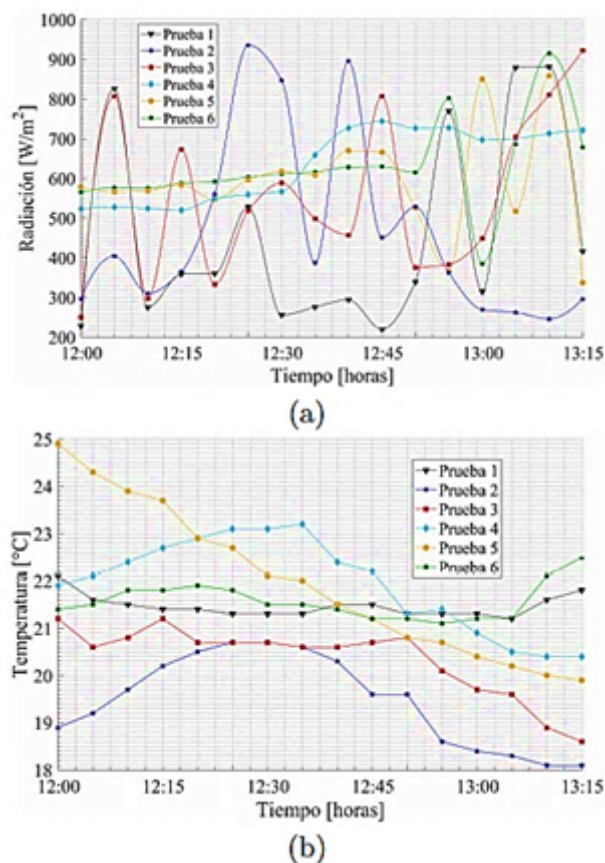 1000
900
800
700
600
500
400
300
200
Radiación [W/m²]
Prueba 1
Prueba 2
Prueba 3
Prueba 4
Prueba 5
Prueba 6
12:00 12:15 12:30 12:45 13:00 13:15
Tiempo [horas]
(a)
25
24
23
22
21
20
19
18
Temperatura [°C]
Prueba 1
Prueba 2
Prueba 3
Prueba 4
Prueba 5
Prueba 6
12:00 12:15 12:30 12:45 13:00 13:15
Tiempo [horas]
(b)